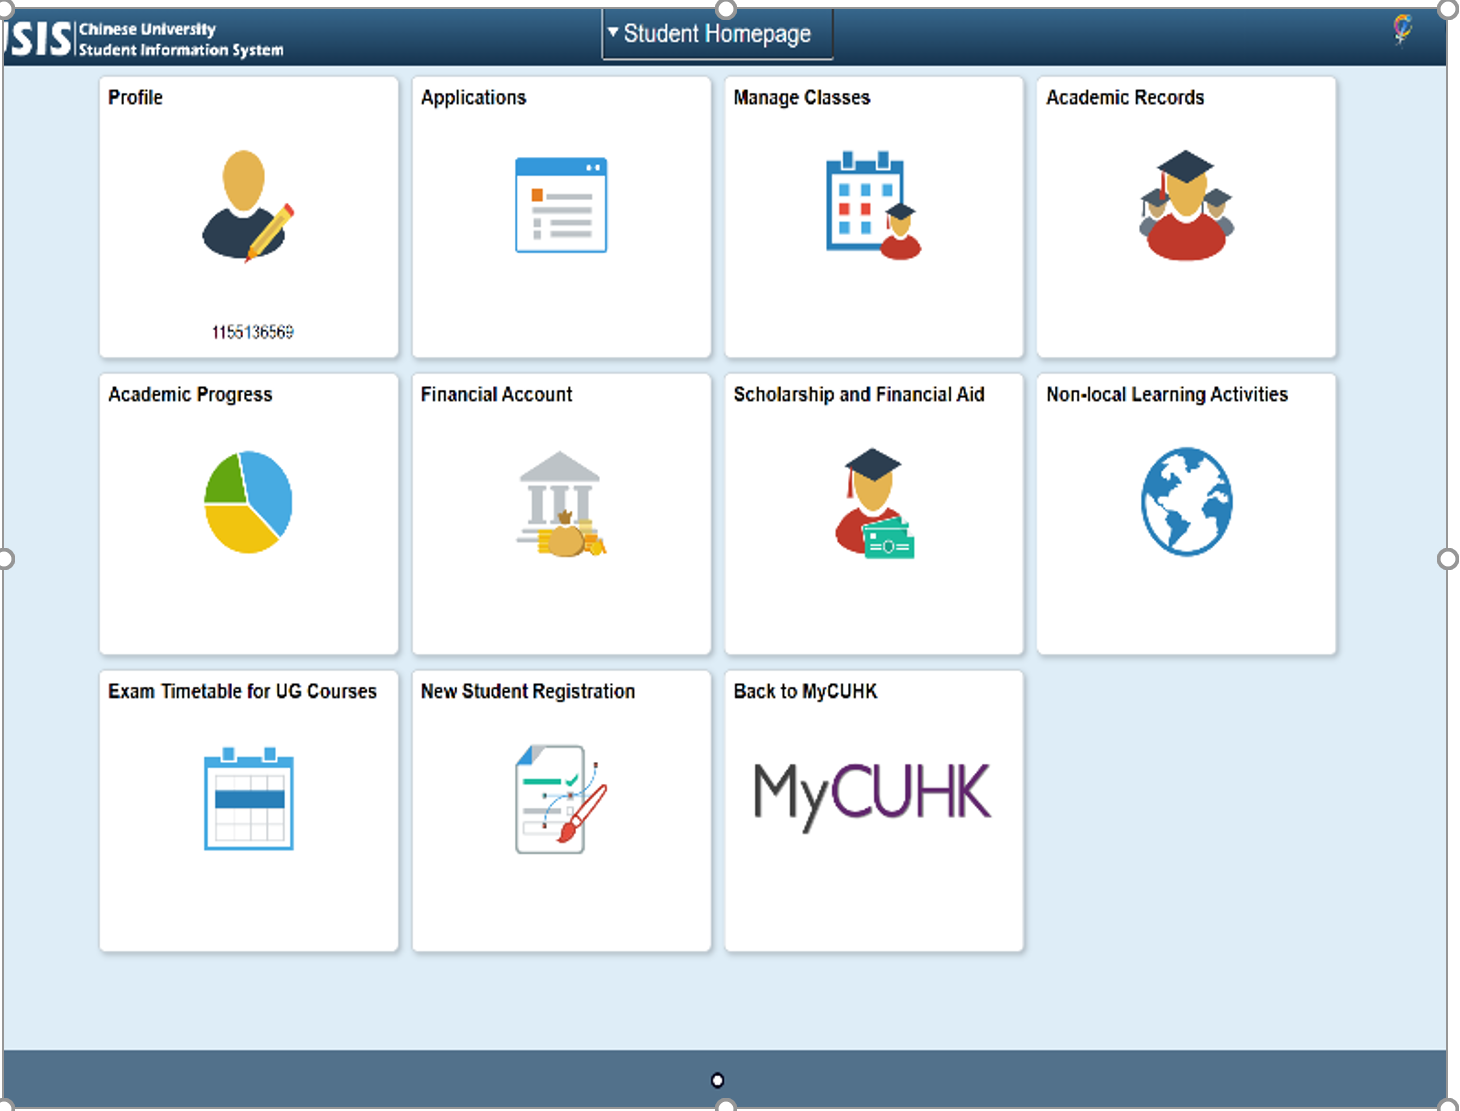 SIS
Chinese University
Student Information System
Student Homepage
Profile
Applications
Manage Classes
Academic Records
1155136569
Academic Progress
Financial Account
Scholarship and Financial Aid
Non-local Learning Activities
Exam Timetable for UG Courses
New Student Registration
Back to MyCUHK
MyCUHK